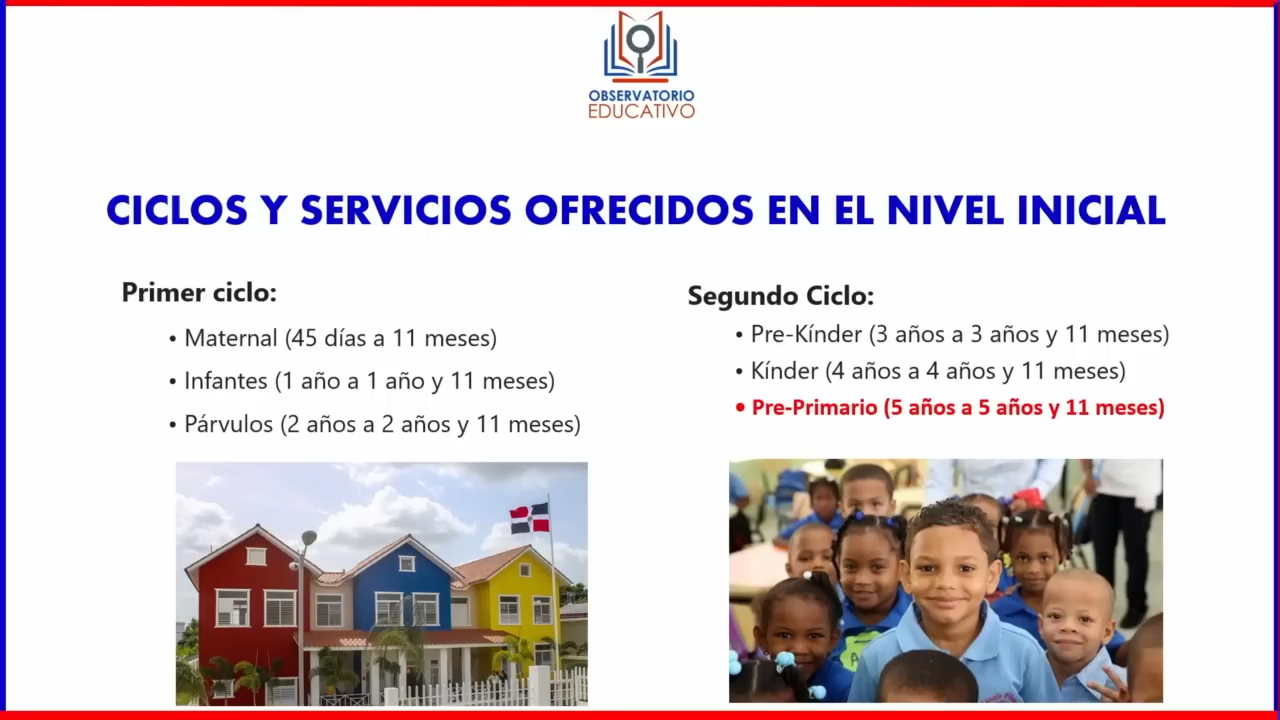 OBSERVATORIO
EDUCATIVO
CICLOS Y SERVICIOS OFRECIDOS EN EL NIVEL INICIAL
Primer ciclo:
• Maternal (45 días a 11 meses)
• Infantes (1 año a 1 año y 11 meses)
• Párvulos (2 años a 2 años y 11 meses)
Segundo Ciclo:
• Pre-Kínder (3 años a 3 años y 11 meses)
• Kínder (4 años a 4 años y 11 meses)
• Pre-Primario (5 años a 5 años y 11 meses)